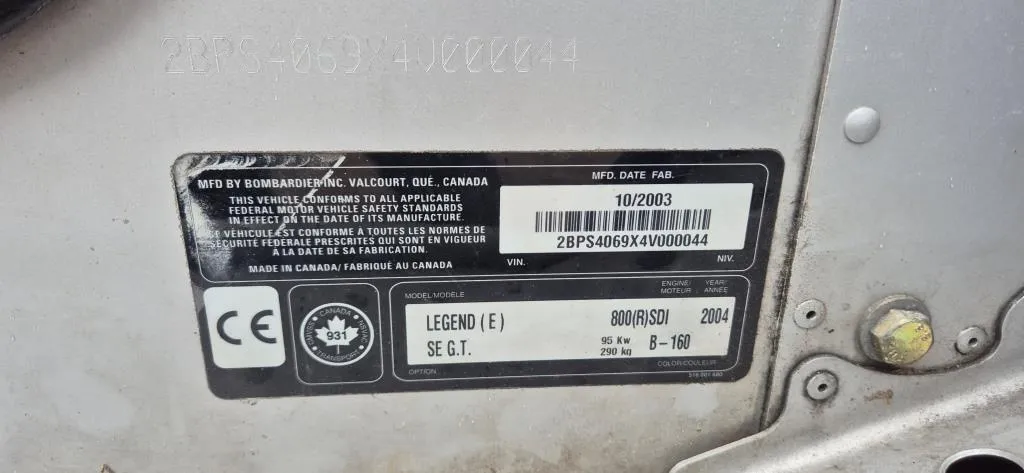 2BPS4069X4V000044
MFD BY BOMBARDIER INC. VALCOURT, QUÉ., CANADA
THIS VEHICLE CONFORMS TO ALL APPLICABLE
FEDERAL MOTOR VEHICLE SAFETY STANDARDS
IN EFFECT ON THE DATE OF ITS MANUFACTURE.
CE VÉHICULE EST CONFORME À TOUTES LES NORMES DE
SÉCURITÉ FÉDÉRALE PRESCRITES QUI SONT EN VIGUEUR
A LA DATE DE SA FABRICATION.
MADE IN CANADA/ FABRIQUÉ AU CANADA
MFD. DATE FAB.
10/2003
2BPS4069X4V000044
VIN. NIV.
CE
CANADA
931
TRANSPORT
MODEL/MODÈLE ENGINE/MOTEUR YEAR/ANNÉE
LEGEND (E) 800(R)SDI 2004
SE G.T. 95 Kw 290 kg B-160
OPTION COLOR/COULEUR